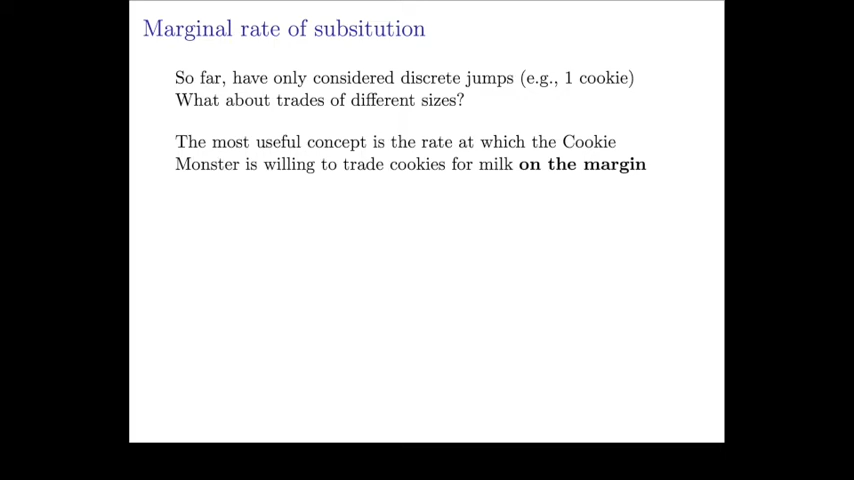 Marginal rate of subsitution
So far, have only considered discrete jumps (e.g., 1 cookie)
What about trades of different sizes?
The most useful concept is the rate at which the Cookie
Monster is willing to trade cookies for milk on the margin